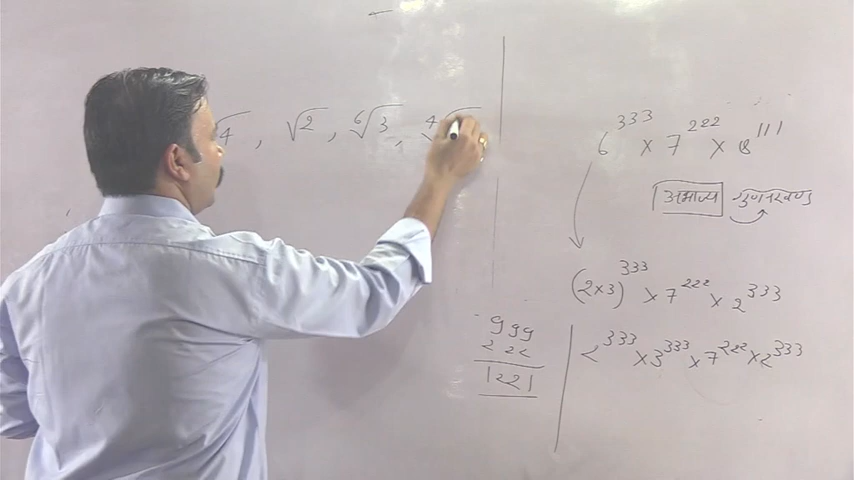 √4 , √2 , ⁶√3 , ⁴√
6³³³ × 7²²² × 8¹¹¹
अभाज्य गुणनखण्ड
(2×3)³³³ × 7²²² × 2³³³
2³³³ × 3³³³ × 7²²² × 2³³³
999
222
1221